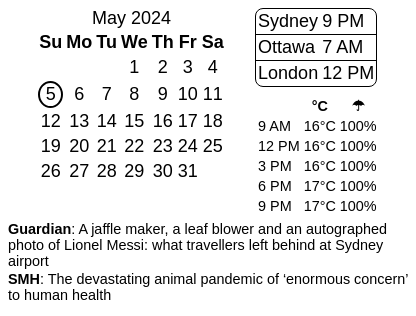 May 2024
Su Mo Tu We Th Fr Sa
1 2 3 4
5 6 7 8 9 10 11
12 13 14 15 16 17 18
19 20 21 22 23 24 25
26 27 28 29 30 31
Sydney 9 PM
Ottawa 7 AM
London 12 PM
°C ☂
9 AM 16°C 100%
12 PM 16°C 100%
3 PM 16°C 100%
6 PM 17°C 100%
9 PM 17°C 100%
Guardian: A jaffle maker, a leaf blower and an autographed
photo of Lionel Messi: what travellers left behind at Sydney
airport
SMH: The devastating animal pandemic of ‘enormous concern’
to human health